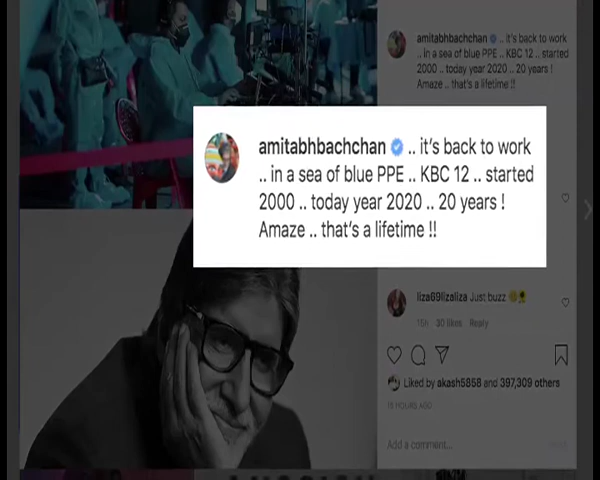 amitabhbachchan .. it's back to work
.. in a sea of blue PPE .. KBC 12 .. started
2000 .. today year 2020 .. 20 years !
Amaze .. that's a lifetime !!
amitabhbachchan .. it's back to work
.. in a sea of blue PPE .. KBC 12 .. started
2000 .. today year 2020 .. 20 years !
Amaze .. that's a lifetime !!
liza69lizaliza Just buzz
15h 30 likes Reply
Liked by akash5858 and 397,309 others
HOURS AGO
Add a comment...